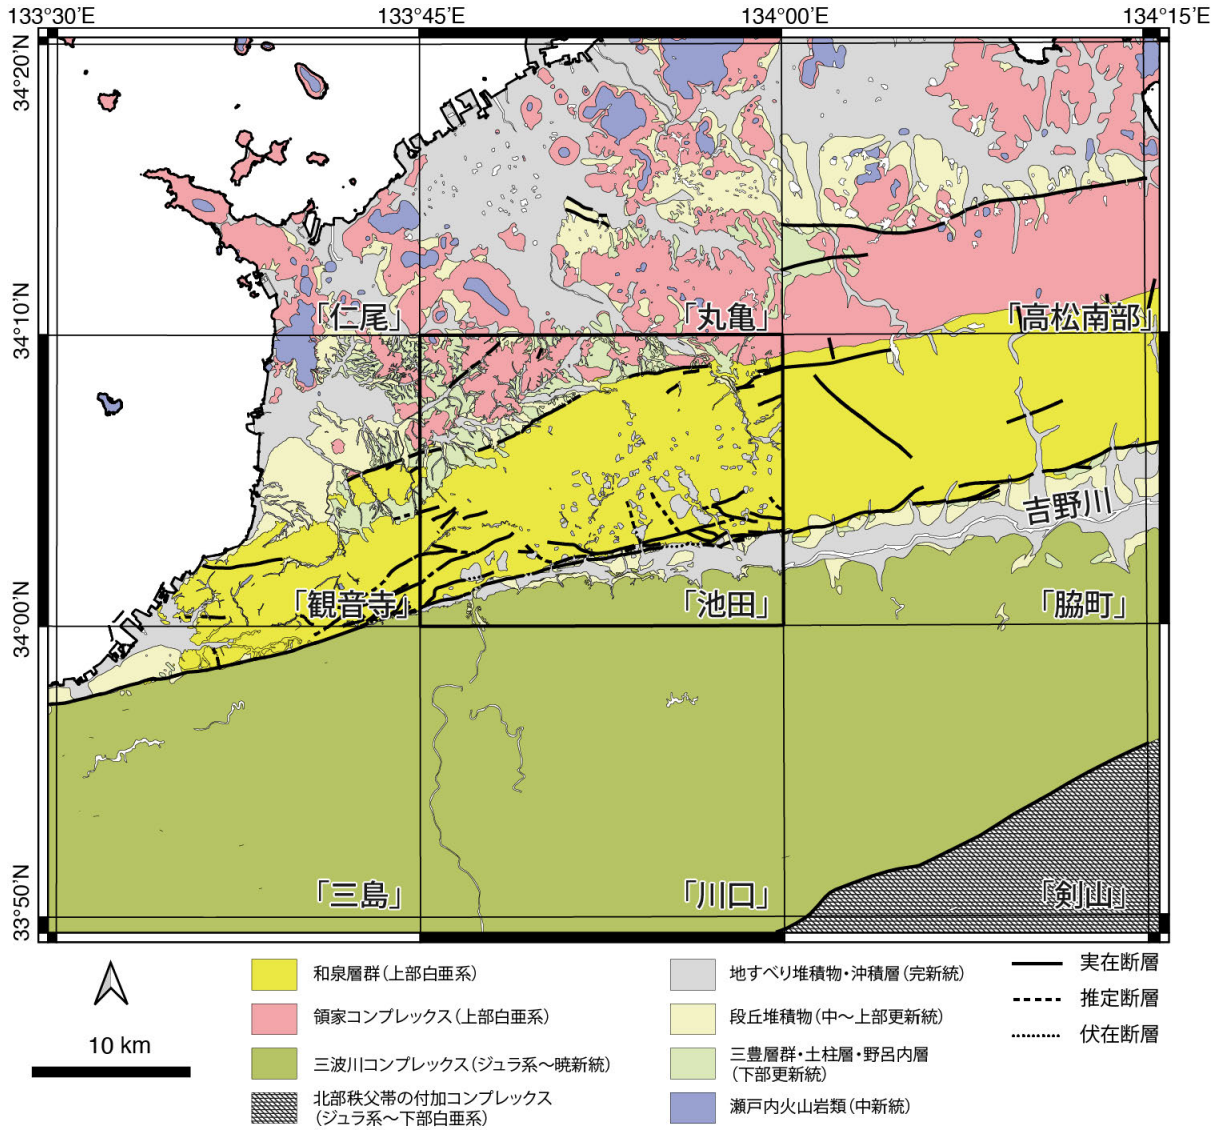 133°30'E 133°45'E 134°00'E 134°15'E
34°20'N
34°10'N
34°00'N
33°50'N
「仁尾」 「丸亀」 「高松南部」
吉野川
「観音寺」 「池田」 「脇町」
「三島」 「川口」 「剣山」
10 km
和泉層群(上部白亜系)
領家コンプレックス(上部白亜系)
三波川コンプレックス(ジュラ系〜暁新統)
北部秩父帯の付加コンプレックス
(ジュラ系〜下部白亜系)
地すべり堆積物・沖積層(完新統)
段丘堆積物(中〜上部更新統)
三豊層群・土柱層・野呂内層
(下部更新統)
瀬戸内火山岩類(中新統)
実在断層
推定断層
伏在断層